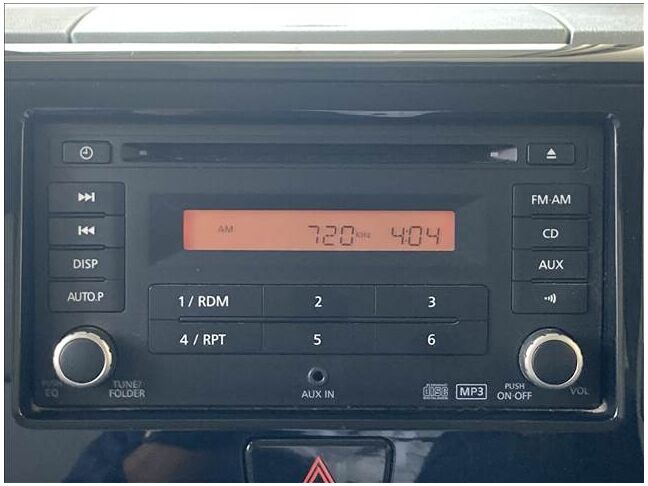 FM·AM
AM 720 kHz 4:04
CD
DISP
AUX
AUTO.P
1 / RDM 2 3
4 / RPT 5 6
PUSH EQ
TUNE/
FOLDER
AUX IN
disc
MP3
PUSH
ON·OFF
VOL